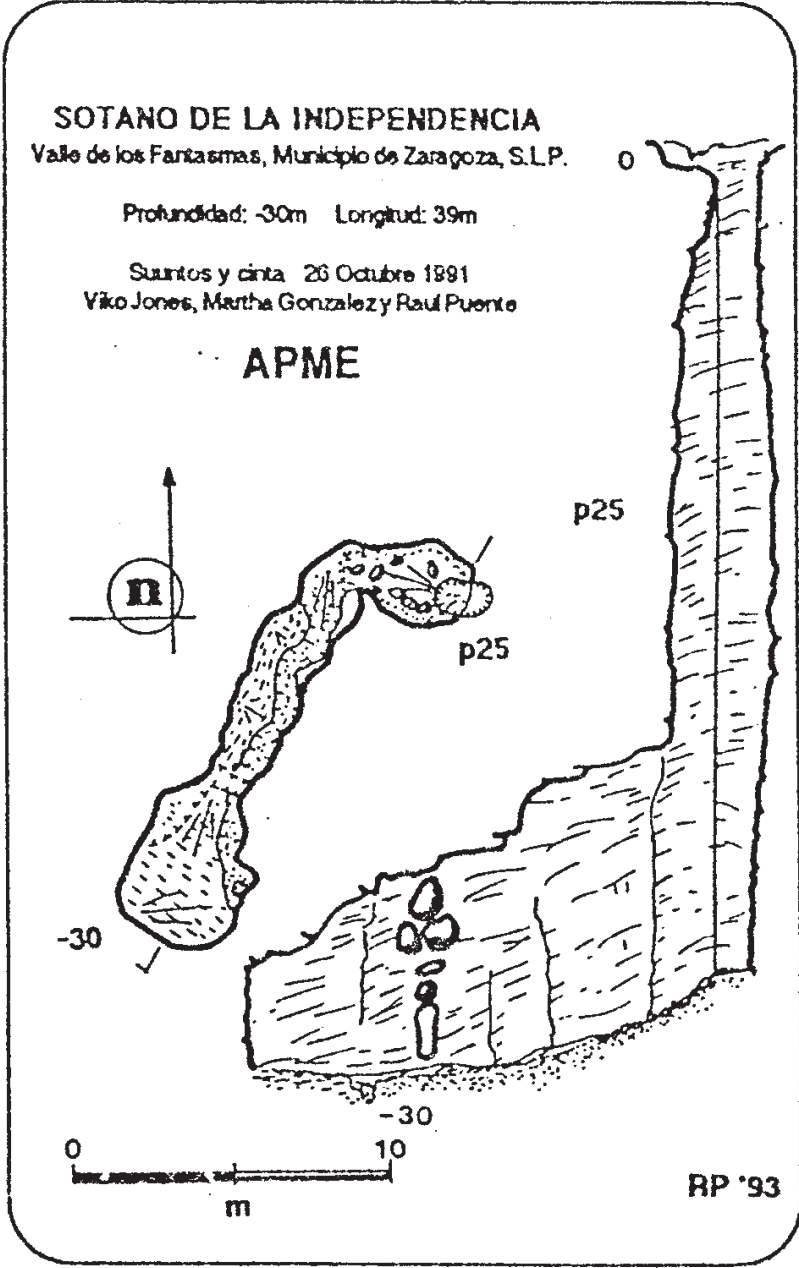 SOTANO DE LA INDEPENDENCIA
Valle de los Fantasmas, Municipio de Zaragoza, S.L.P.
0
Profundidad: -30m Longitud: 39m
Suuntos y cinta 26 Octubre 1991
Viko Jones, Martha Gonzalez y Raul Puente
APME
p25
n
p25
-30
-30
0 10
m
RP '93